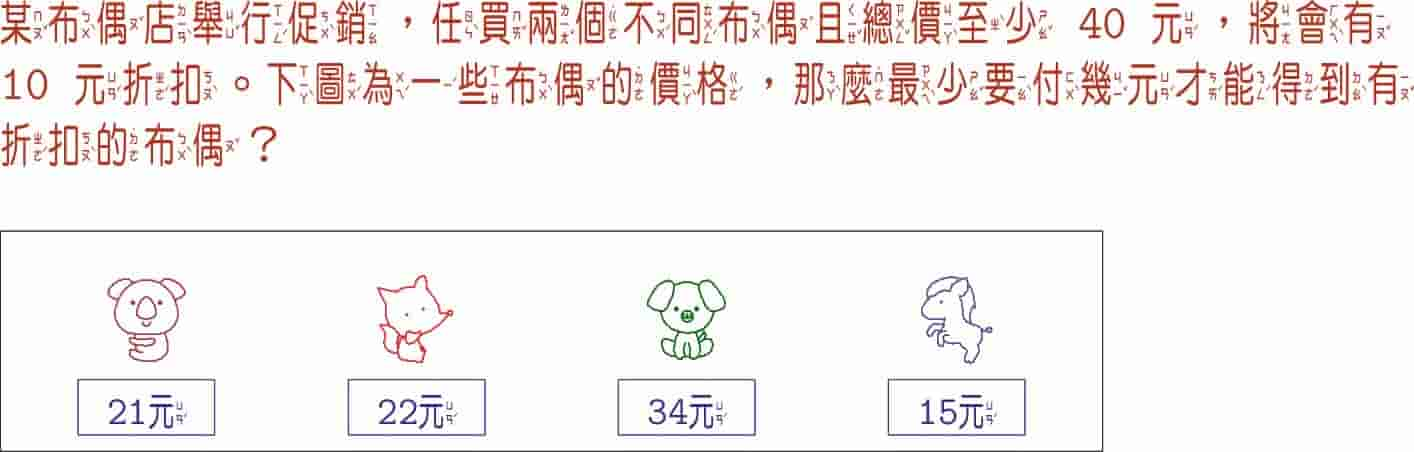 某布偶店舉行促銷，任買兩個不同布偶且總價至少 40 元，將會有
10 元折扣。下圖為一些布偶的價格，那麼最少要付幾元才能得到有
折扣的布偶？
21元 22元 34元 15元